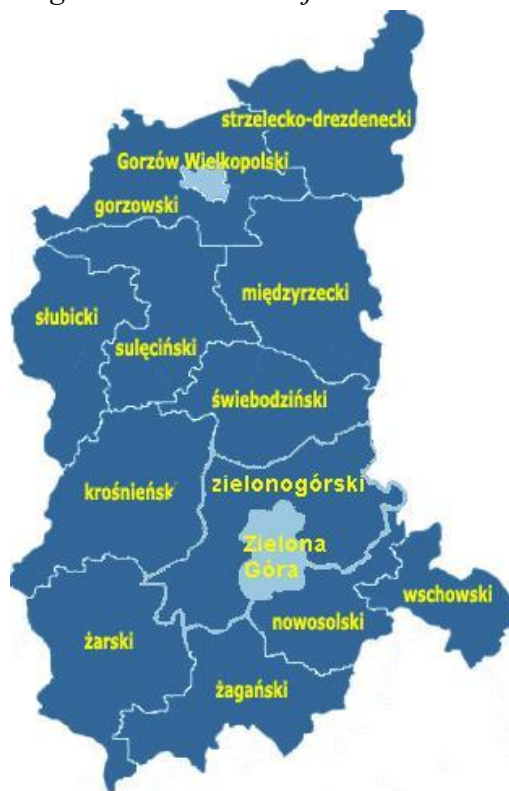 strzelecko-drezdenecki
Gorzów Wielkopolski
gorzowski
międzyrzecki
słubicki
sulęciński
świebodziński
zielonogórski
krośnieńsk
Zielona
Góra
wschowski
nowosolski
żarski
żagański